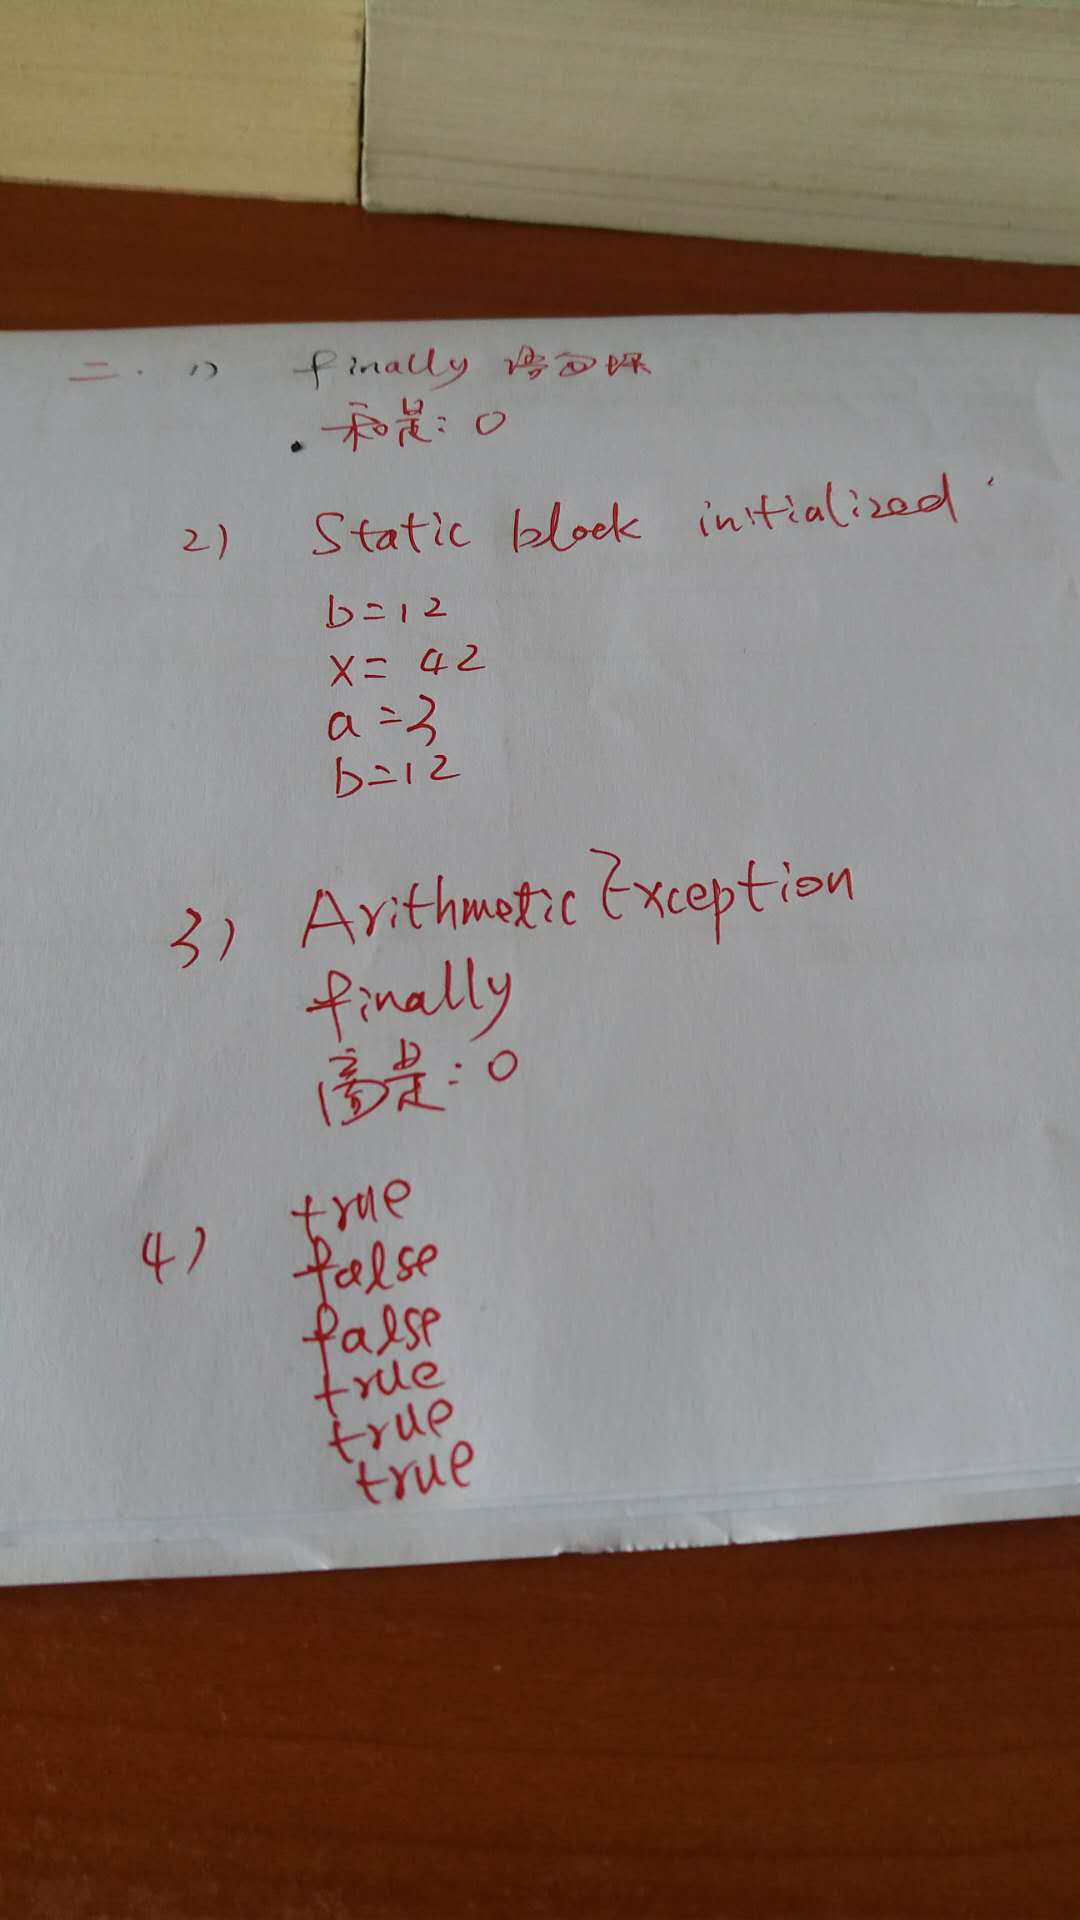 二. 1) finally 语句块
和是: 0
2) Static block initialized
b=12
x= 42
a=3
b=12
3) ArithmeticException
finally
商是: 0
4) true
false
false
true
true
true